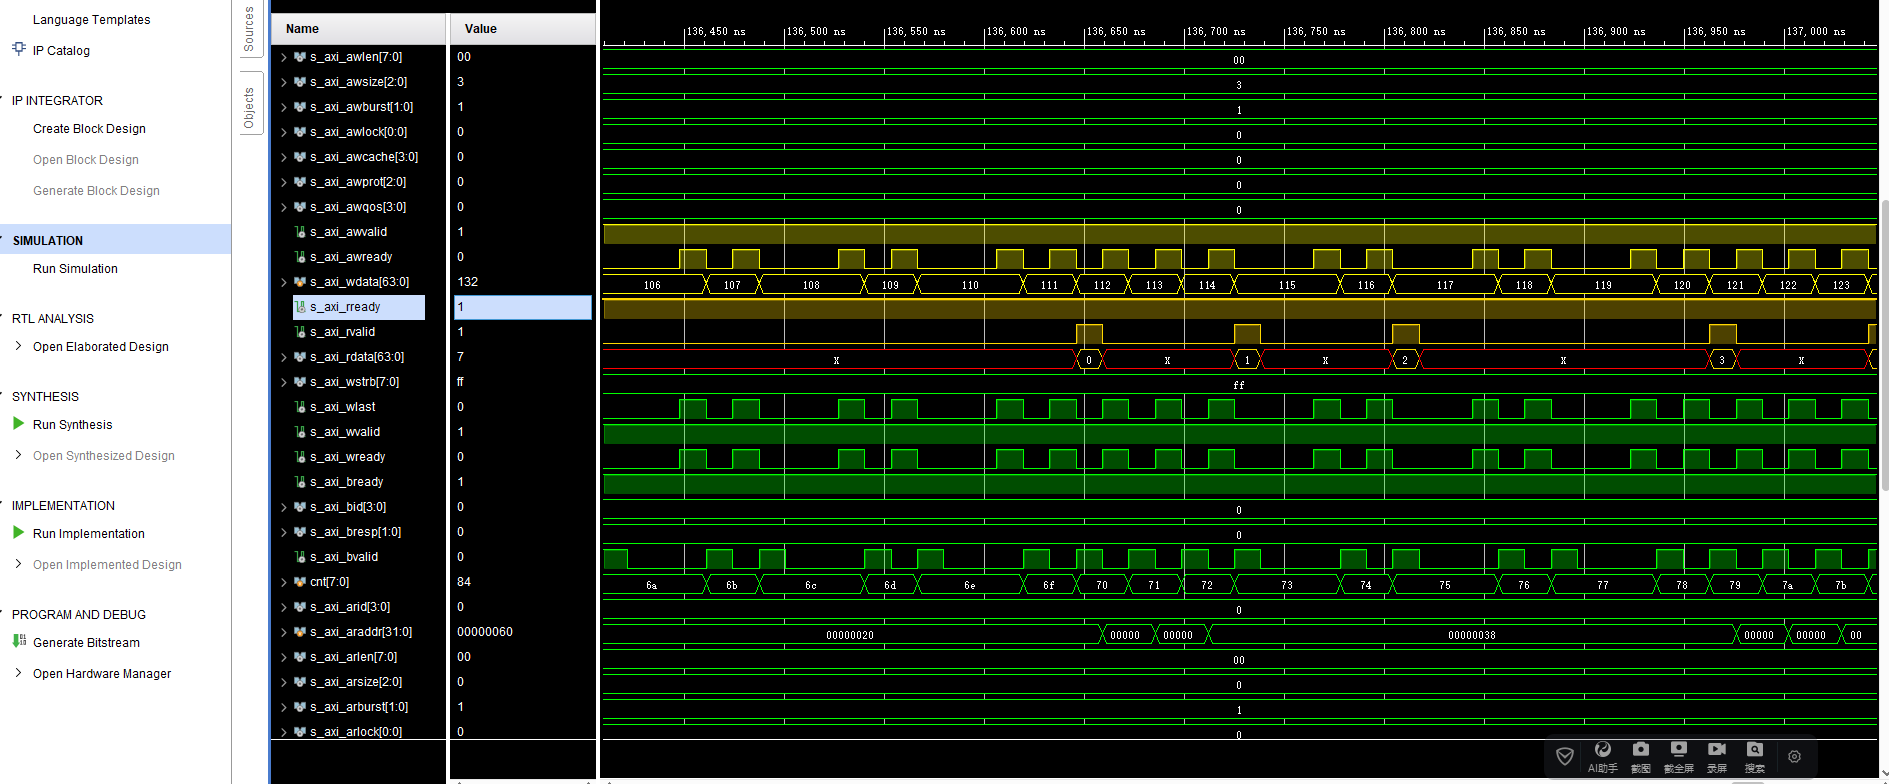 Language Templates
IP Catalog
IP INTEGRATOR
Create Block Design
Open Block Design
Generate Block Design
SIMULATION
Run Simulation
RTL ANALYSIS
Open Elaborated Design
SYNTHESIS
Run Synthesis
Open Synthesized Design
IMPLEMENTATION
Run Implementation
Open Implemented Design
PROGRAM AND DEBUG
Generate Bitstream
Open Hardware Manager
Sources
Objects
Name Value
136,450 ns 136,500 ns 136,550 ns 136,600 ns 136,650 ns 136,700 ns 136,750 ns 136,800 ns 136,850 ns 136,900 ns 136,950 ns 137,000 ns
s_axi_awlen[7:0] 00 00
s_axi_awsize[2:0] 3 3
s_axi_awburst[1:0] 1 1
s_axi_awlock[0:0] 0 0
s_axi_awcache[3:0] 0 0
s_axi_awprot[2:0] 0 0
s_axi_awqos[3:0] 0 0
s_axi_awvalid 1
s_axi_awready 0
s_axi_wdata[63:0] 132 106 107 108 109 110 111 112 113 114 115 116 117 118 119 120 121 122 123
s_axi_rready 1
s_axi_rvalid 1
s_axi_rdata[63:0] 7 X 0 X 1 X 2 X 3 X
s_axi_wstrb[7:0] ff ff
s_axi_wlast 0
s_axi_wvalid 1
s_axi_wready 0
s_axi_bready 1
s_axi_bid[3:0] 0 0
s_axi_bresp[1:0] 0 0
s_axi_bvalid 0
cnt[7:0] 84 6a 6b 6c 6d 6e 6f 70 71 72 73 74 75 76 77 78 79 7a 7b
s_axi_arid[3:0] 0 0
s_axi_araddr[31:0] 00000060 00000020 00000 00000 00000038 00000 00000 00
s_axi_arlen[7:0] 00 00
s_axi_arsize[2:0] 0 0
s_axi_arburst[1:0] 1 1
s_axi_arlock[0:0] 0 0
AI助手 截图 截全屏 录屏 搜索